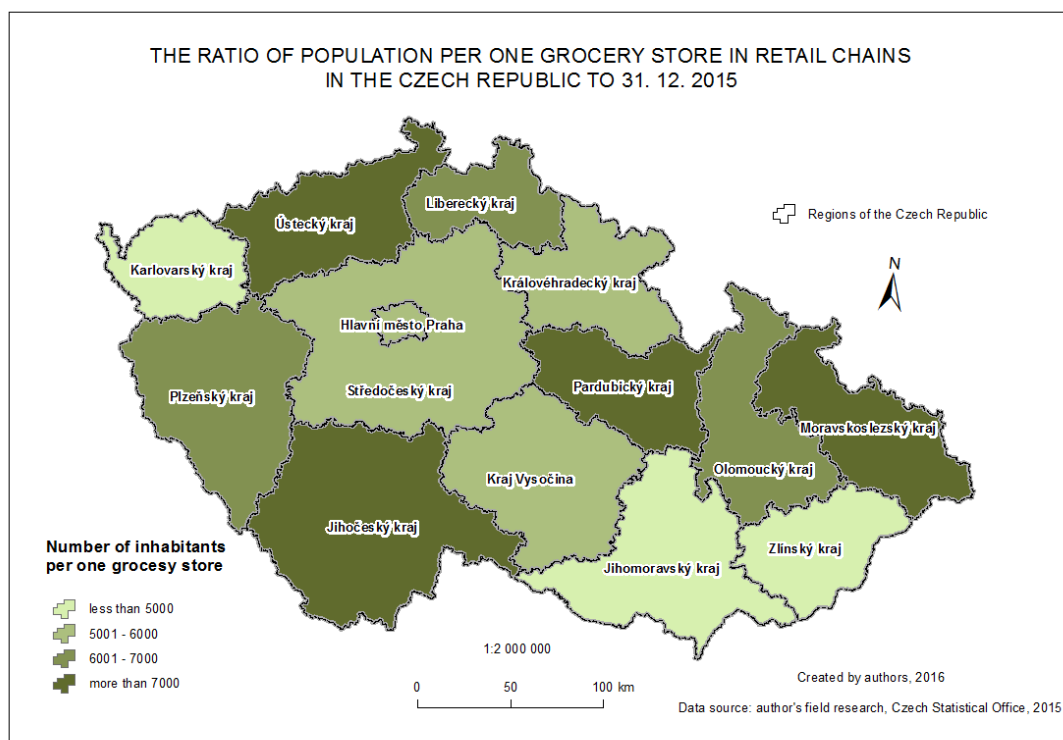 THE RATIO OF POPULATION PER ONE GROCERY STORE IN RETAIL CHAINS
IN THE CZECH REPUBLIC TO 31. 12. 2015
Liberecký kraj
Ústecký kraj
Regions of the Czech Republic
Karlovarský kraj
Královéhradecký kraj
N
Hlavní město Praha
Středočeský kraj
Pardubický kraj
Plzeňský kraj
Moravskoslezský kraj
Olomoucký kraj
Kraj Vysočina
Jihočeský kraj
Zlínský kraj
Jihomoravský kraj
Number of inhabitants
per one grocesy store
less than 5000
5001 - 6000
6001 - 7000
more than 7000
1:2 000 000
0 50 100 km
Created by authors, 2016
Data source: author's field research, Czech Statistical Office, 2015